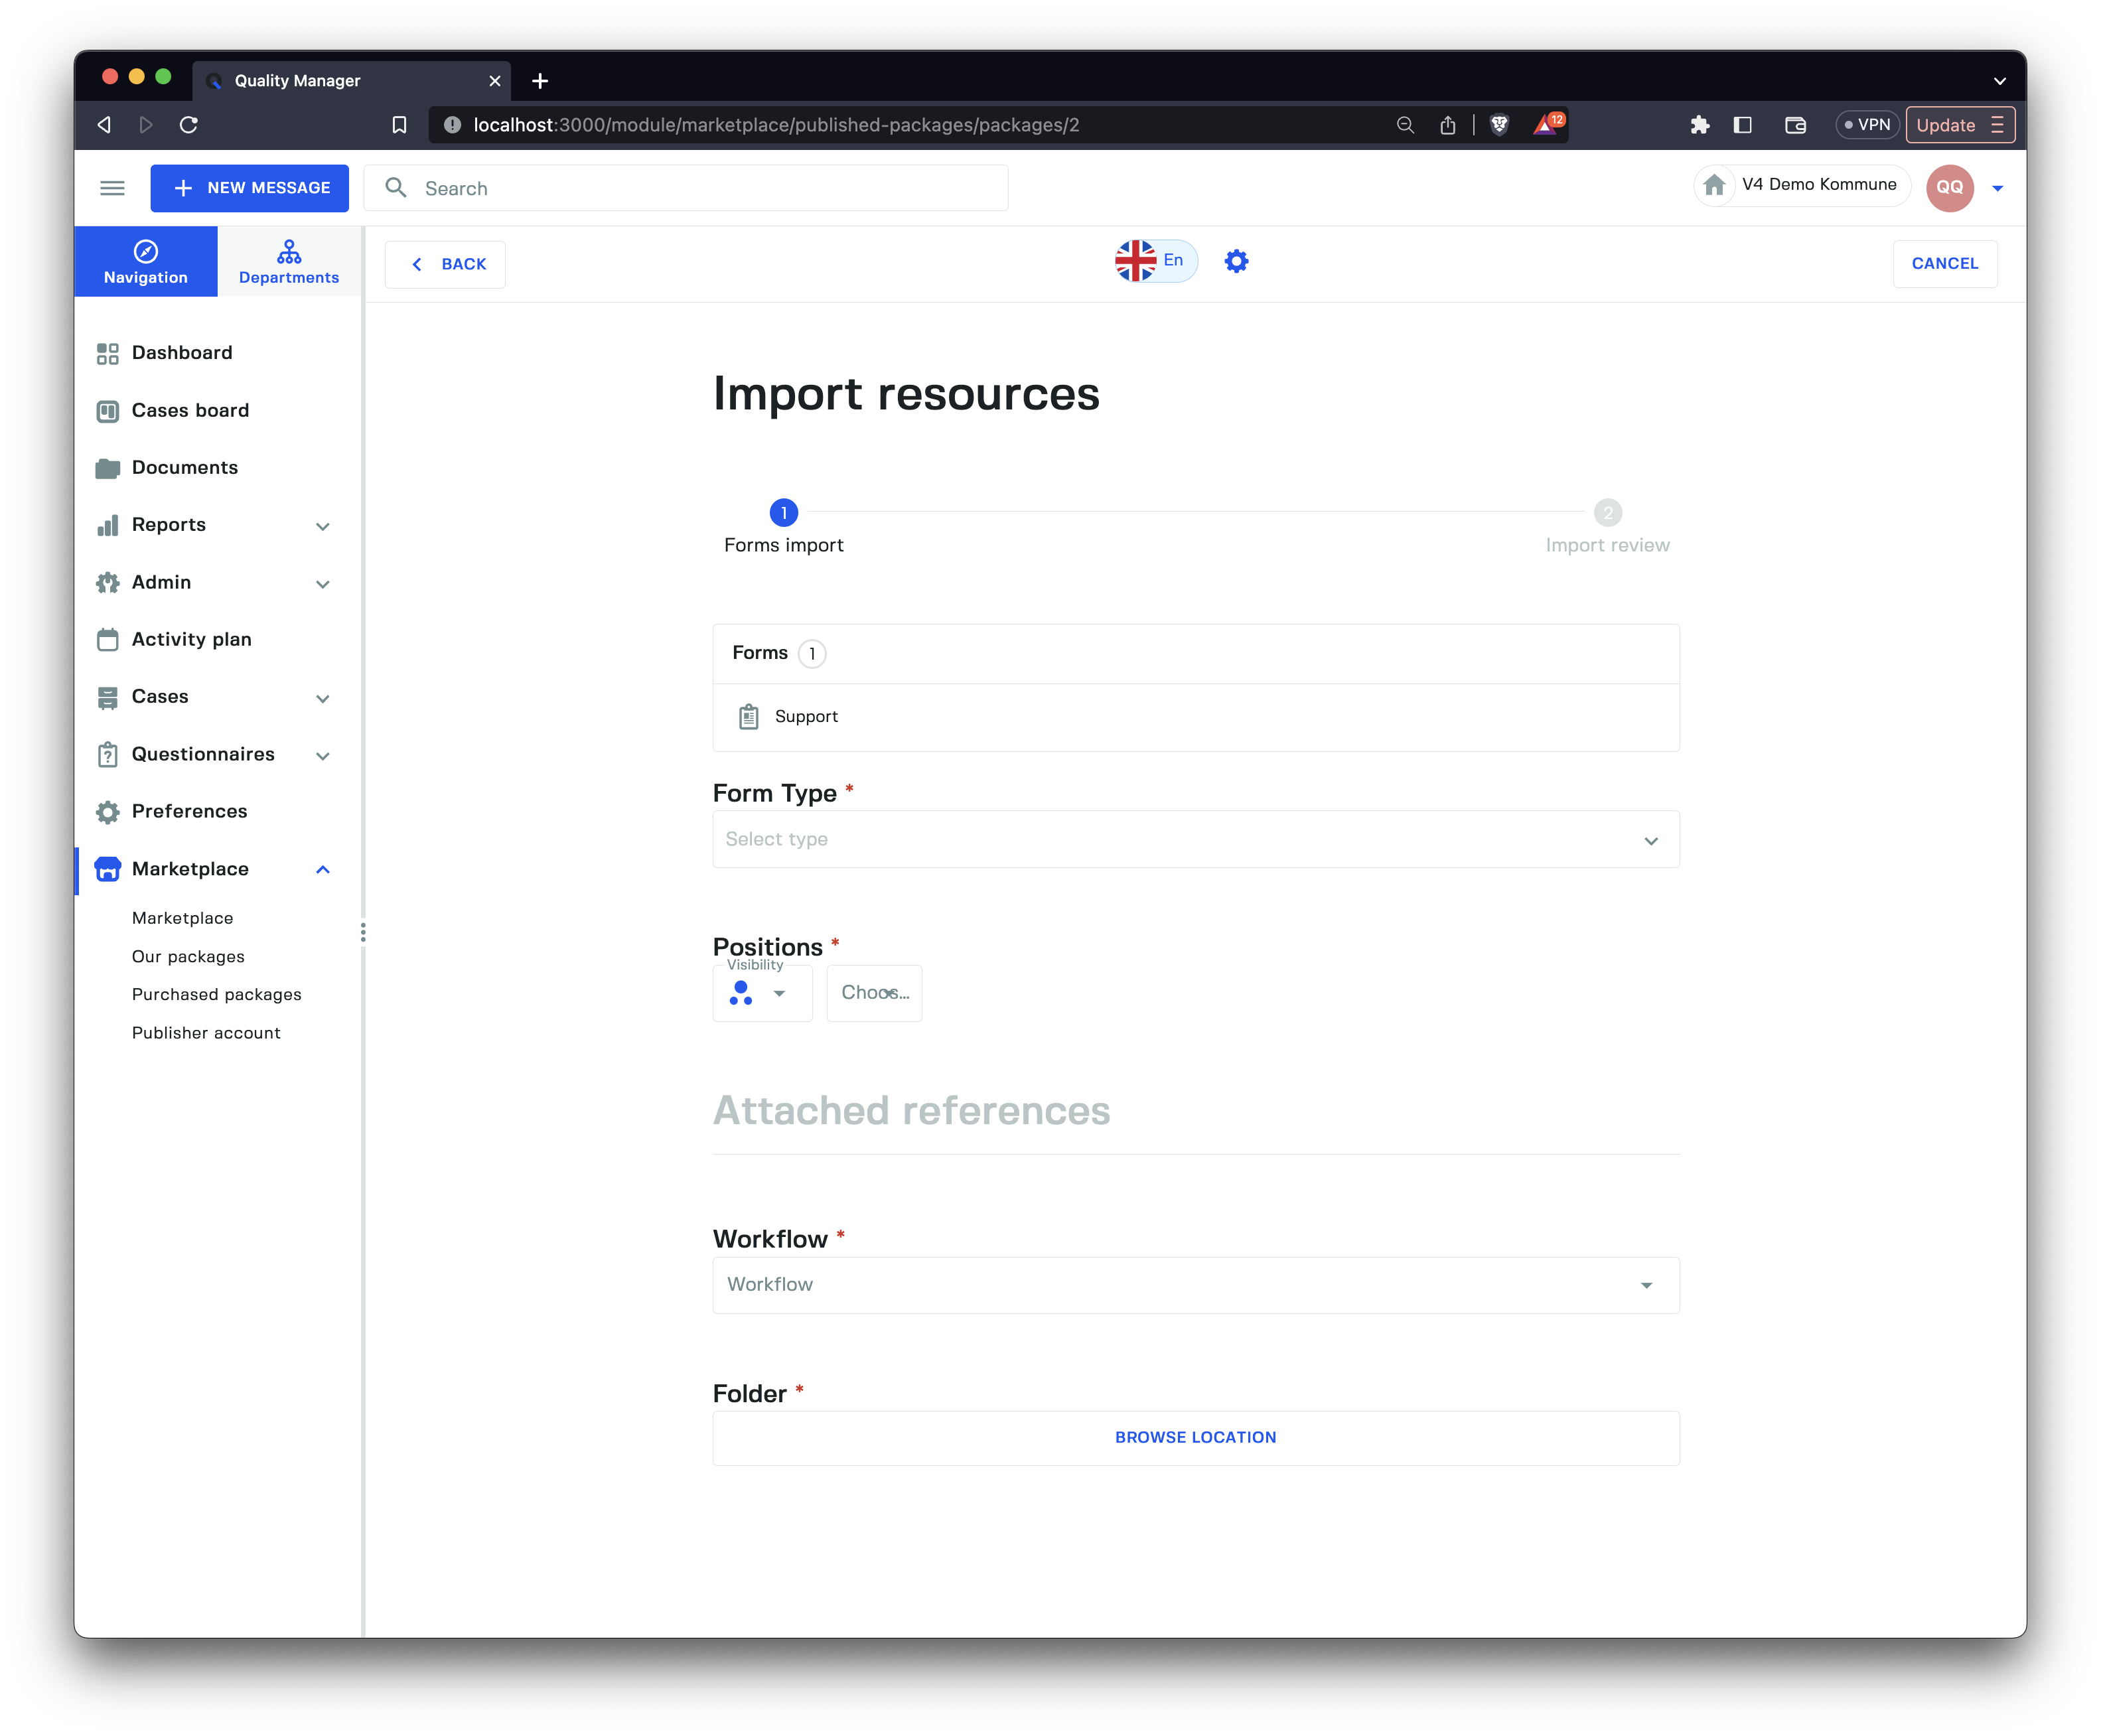 Quality Manager
localhost:3000/module/marketplace/published-packages/packages/2
12
VPN
Update
NEW MESSAGE
Search
V4 Demo Kommune
QQ
Navigation
Departments
BACK
En
CANCEL
Dashboard
Cases board
Documents
Reports
Admin
Activity plan
Cases
Questionnaires
Preferences
Marketplace
Marketplace
Our packages
Purchased packages
Publisher account
Import resources
1
2
Forms import
Import review
Forms 1
Support
Form Type *
Select type
Positions *
Visibility
Choos...
Attached references
Workflow *
Workflow
Folder *
BROWSE LOCATION